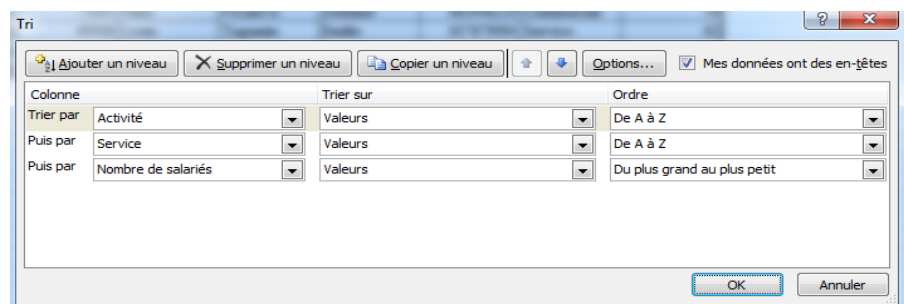 Tri
Ajouter un niveau Supprimer un niveau Copier un niveau Options... Mes données ont des en-têtes
Colonne Trier sur Ordre
Trier par Activité Valeurs De A à Z
Puis par Service Valeurs De A à Z
Puis par Nombre de salariés Valeurs Du plus grand au plus petit
OK Annuler